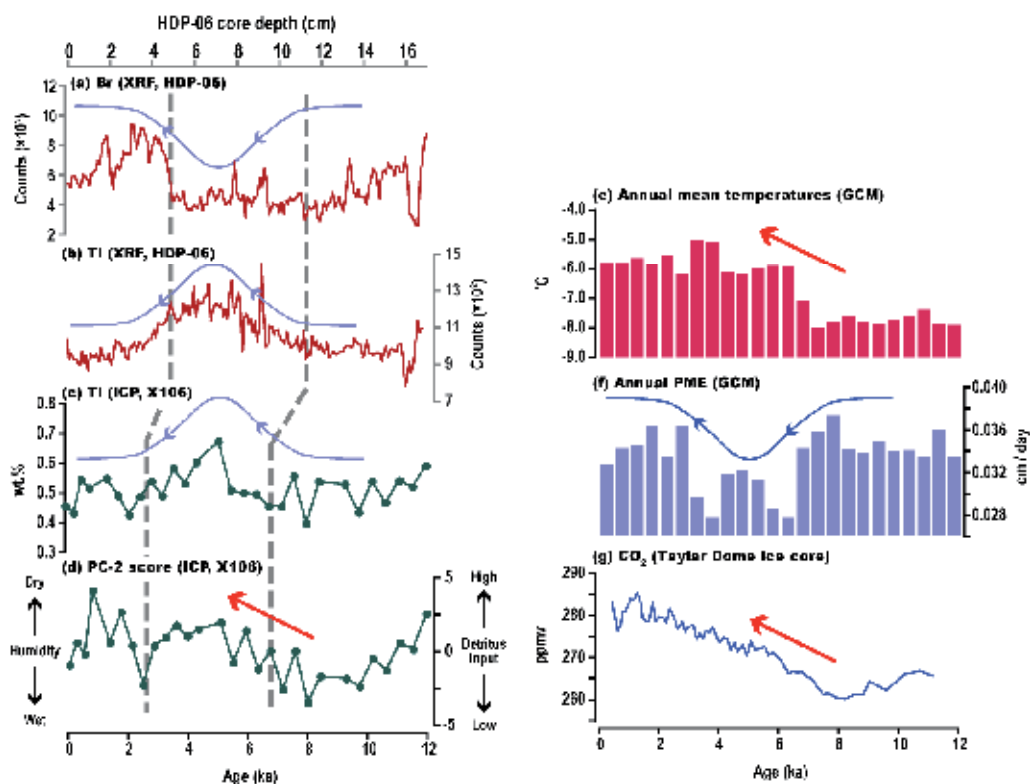 HDP-06 core depth (cm)
0 2 4 6 8 10 12 14 16
(a) Br (XRF, HDP-06)
12
10
8
6
4
2
Counts (×10³)
(b) TI (XRF, HDP-06)
15
13
11
9
7
(c) TI (ICP, X106)
0.8
0.7
0.6
0.5
0.4
0.3
wt.%
(d) PC-2 score (ICP, X106)
Dry
Humidity
Wet
5
0
-5
High
Detritus
Input
Low
0 2 4 6 8 10 12
Age (ka)
(e) Annual mean temperatures (GCM)
-4.0
-5.0
-6.0
-7.0
-8.0
-9.0
°C
(f) Annual PME (GCM)
0.040
0.036
0.032
0.028
cm / day
(g) CO₂ (Taylar Dome Ice core)
290
280
270
260
ppmv
0 2 4 6 8 10 12
Age (ka)